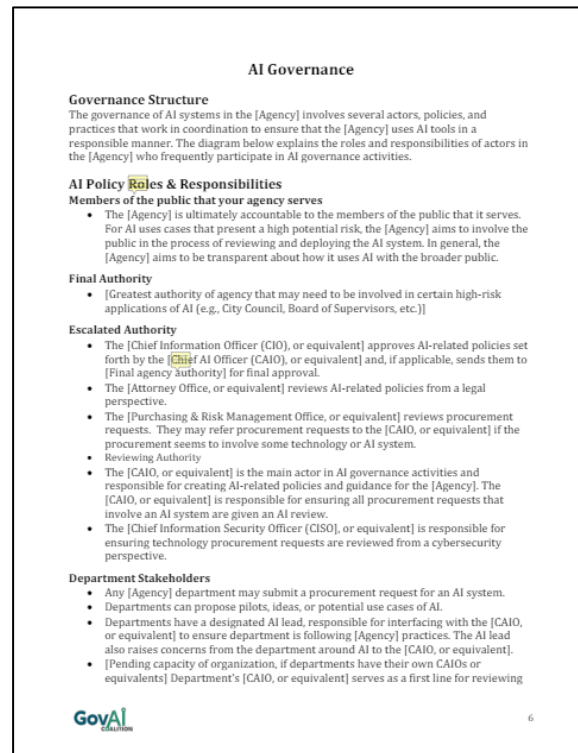 AI Governance
Governance Structure
The governance of AI systems in the [Agency] involves several actors, policies, and
practices that work in coordination to ensure that the [Agency] uses AI tools in a
responsible manner. The diagram below explains the roles and responsibilities of actors in
the [Agency] who frequently participate in AI governance activities.
AI Policy Roles & Responsibilities
Members of the public that your agency serves
• The [Agency] is ultimately accountable to the members of the public that it serves.
For AI uses cases that present a high potential risk, the [Agency] aims to involve the
public in the process of reviewing and deploying the AI system. In general, the
[Agency] aims to be transparent about how it uses AI with the broader public.
Final Authority
• [Greatest authority of agency that may need to be involved in certain high-risk
applications of AI (e.g., City Council, Board of Supervisors, etc.)]
Escalated Authority
• The [Chief Information Officer (CIO), or equivalent] approves AI-related policies set
forth by the [Chief AI Officer (CAIO), or equivalent] and, if applicable, sends them to
[Final agency authority] for final approval.
• The [Attorney Office, or equivalent] reviews AI-related policies from a legal
perspective.
• The [Purchasing & Risk Management Office, or equivalent] reviews procurement
requests. They may refer procurement requests to the [CAIO, or equivalent] if the
procurement seems to involve some technology or AI system.
• Reviewing Authority
• The [CAIO, or equivalent] is the main actor in AI governance activities and
responsible for creating AI-related policies and guidance for the [Agency]. The
[CAIO, or equivalent] is responsible for ensuring all procurement requests that
involve an AI system are given an AI review.
• The [Chief Information Security Officer (CISO), or equivalent] is responsible for
ensuring technology procurement requests are reviewed from a cybersecurity
perspective.
Department Stakeholders
• Any [Agency] department may submit a procurement request for an AI system.
• Departments can propose pilots, ideas, or potential use cases of AI.
• Departments have a designated AI lead, responsible for interfacing with the [CAIO,
or equivalent] to ensure department is following [Agency] practices. The AI lead
also raises concerns from the department around AI to the [CAIO, or equivalent].
• [Pending capacity of organization, if departments have their own CAIOs or
equivalents] Department's [CAIO, or equivalent] serves as a first line for reviewing
GovAI
COALITION
6